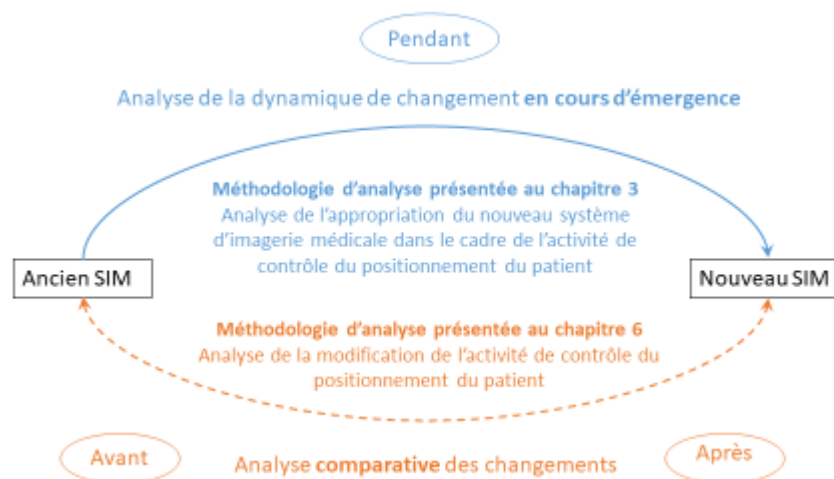 Pendant
Analyse de la dynamique de changement en cours d'émergence
Méthodologie d'analyse présentée au chapitre 3
Analyse de l'appropriation du nouveau système
d'imagerie médicale dans le cadre de l'activité de
contrôle du positionnement du patient
Ancien SIM
Nouveau SIM
Méthodologie d'analyse présentée au chapitre 6
Analyse de la modification de l'activité de contrôle du
positionnement du patient
Avant
Analyse comparative des changements
Après